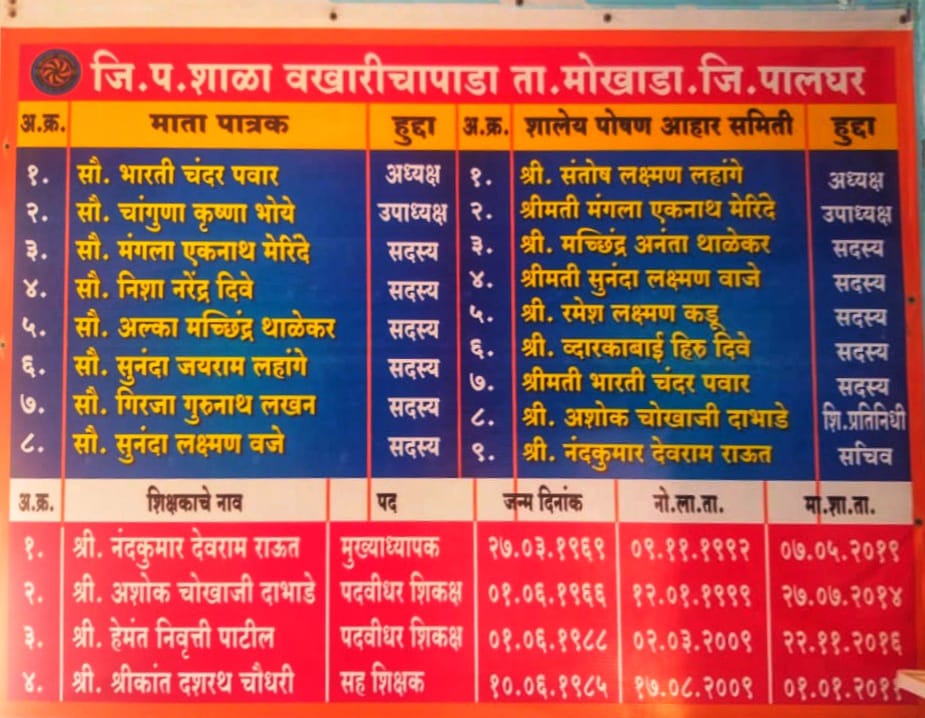 जि.प.शाळा वखारीचापाडा ता.मोखाडा.जि.पालघर
अ.क्र. माता पात्रक हुद्दा अ.क्र. शालेय पोषण आहार समिती हुद्दा
१. सौ. भारती चंदर पवार अध्यक्ष १. श्री. संतोष लक्ष्मण लहांगे अध्यक्ष
२. सौ. चांगुणा कृष्णा भोये उपाध्यक्ष २. श्रीमती मंगला एकनाथ मेरिंदे उपाध्यक्ष
३. सौ. मंगला एकनाथ मेरिंदे सदस्य ३. श्री. मच्छिंद्र अनंता थाळेकर सदस्य
४. सौ. निशा नरेंद्र दिवे सदस्य ४. श्रीमती सुनंदा लक्ष्मण वाजे सदस्य
५. सौ. अल्का मच्छिंद्र थाळेकर सदस्य ५. श्री. रमेश लक्ष्मण कडू सदस्य
६. सौ. सुनंदा जयराम लहांगे सदस्य ६. श्री. व्दारकाबाई हिरु दिवे सदस्य
७. सौ. गिरजा गुरुनाथ लखन सदस्य ७. श्रीमती भारती चंदर पवार सदस्य
८. सौ. सुनंदा लक्ष्मण वजे सदस्य ८. श्री. अशोक चोखाजी दाभाडे शि.प्रतिनिधी
९. श्री. नंदकुमार देवराम राऊत सचिव
अ.क्र. शिक्षकाचे नाव पद जन्म दिनांक नो.ला.ता. मा.शा.ता.
१. श्री. नंदकुमार देवराम राऊत मुख्याध्यापक २७.०३.१९६९ ०९.११.१९९२ ०७.०५.२०१९
२. श्री. अशोक चोखाजी दाभाडे पदवीधर शिक्षक ०१.०६.१९६६ १२.०१.१९९९ २७.०७.२०१४
३. श्री. हेमंत निवृत्ती पाटील पदवीधर शिक्षक ०१.०६.१९८८ ०२.०३.२००९ २२.११.२०१६
४. श्री. श्रीकांत दशरथ चौधरी सह शिक्षक १०.०६.१९८५ १७.०८.२००९